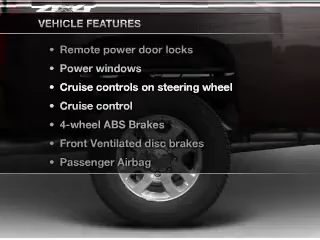 4x4
VEHICLE FEATURES
• Remote power door locks
• Power windows
• Cruise controls on steering wheel
• Cruise control
• 4-wheel ABS Brakes
• Front Ventilated disc brakes
• Passenger Airbag